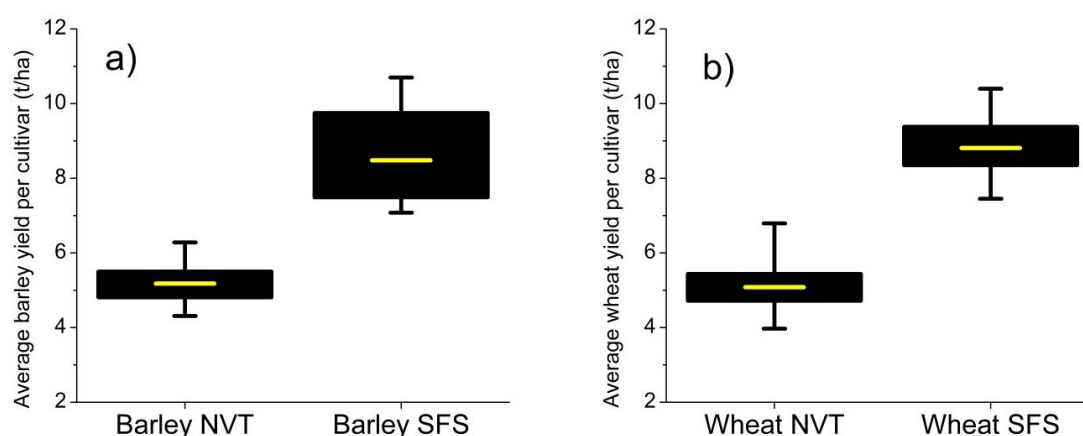 a)
Average barley yield per cultivar (t/ha)
12
10
8
6
4
2
Barley NVT
Barley SFS
b)
Average wheat yield per cultivar (t/ha)
12
10
8
6
4
2
Wheat NVT
Wheat SFS